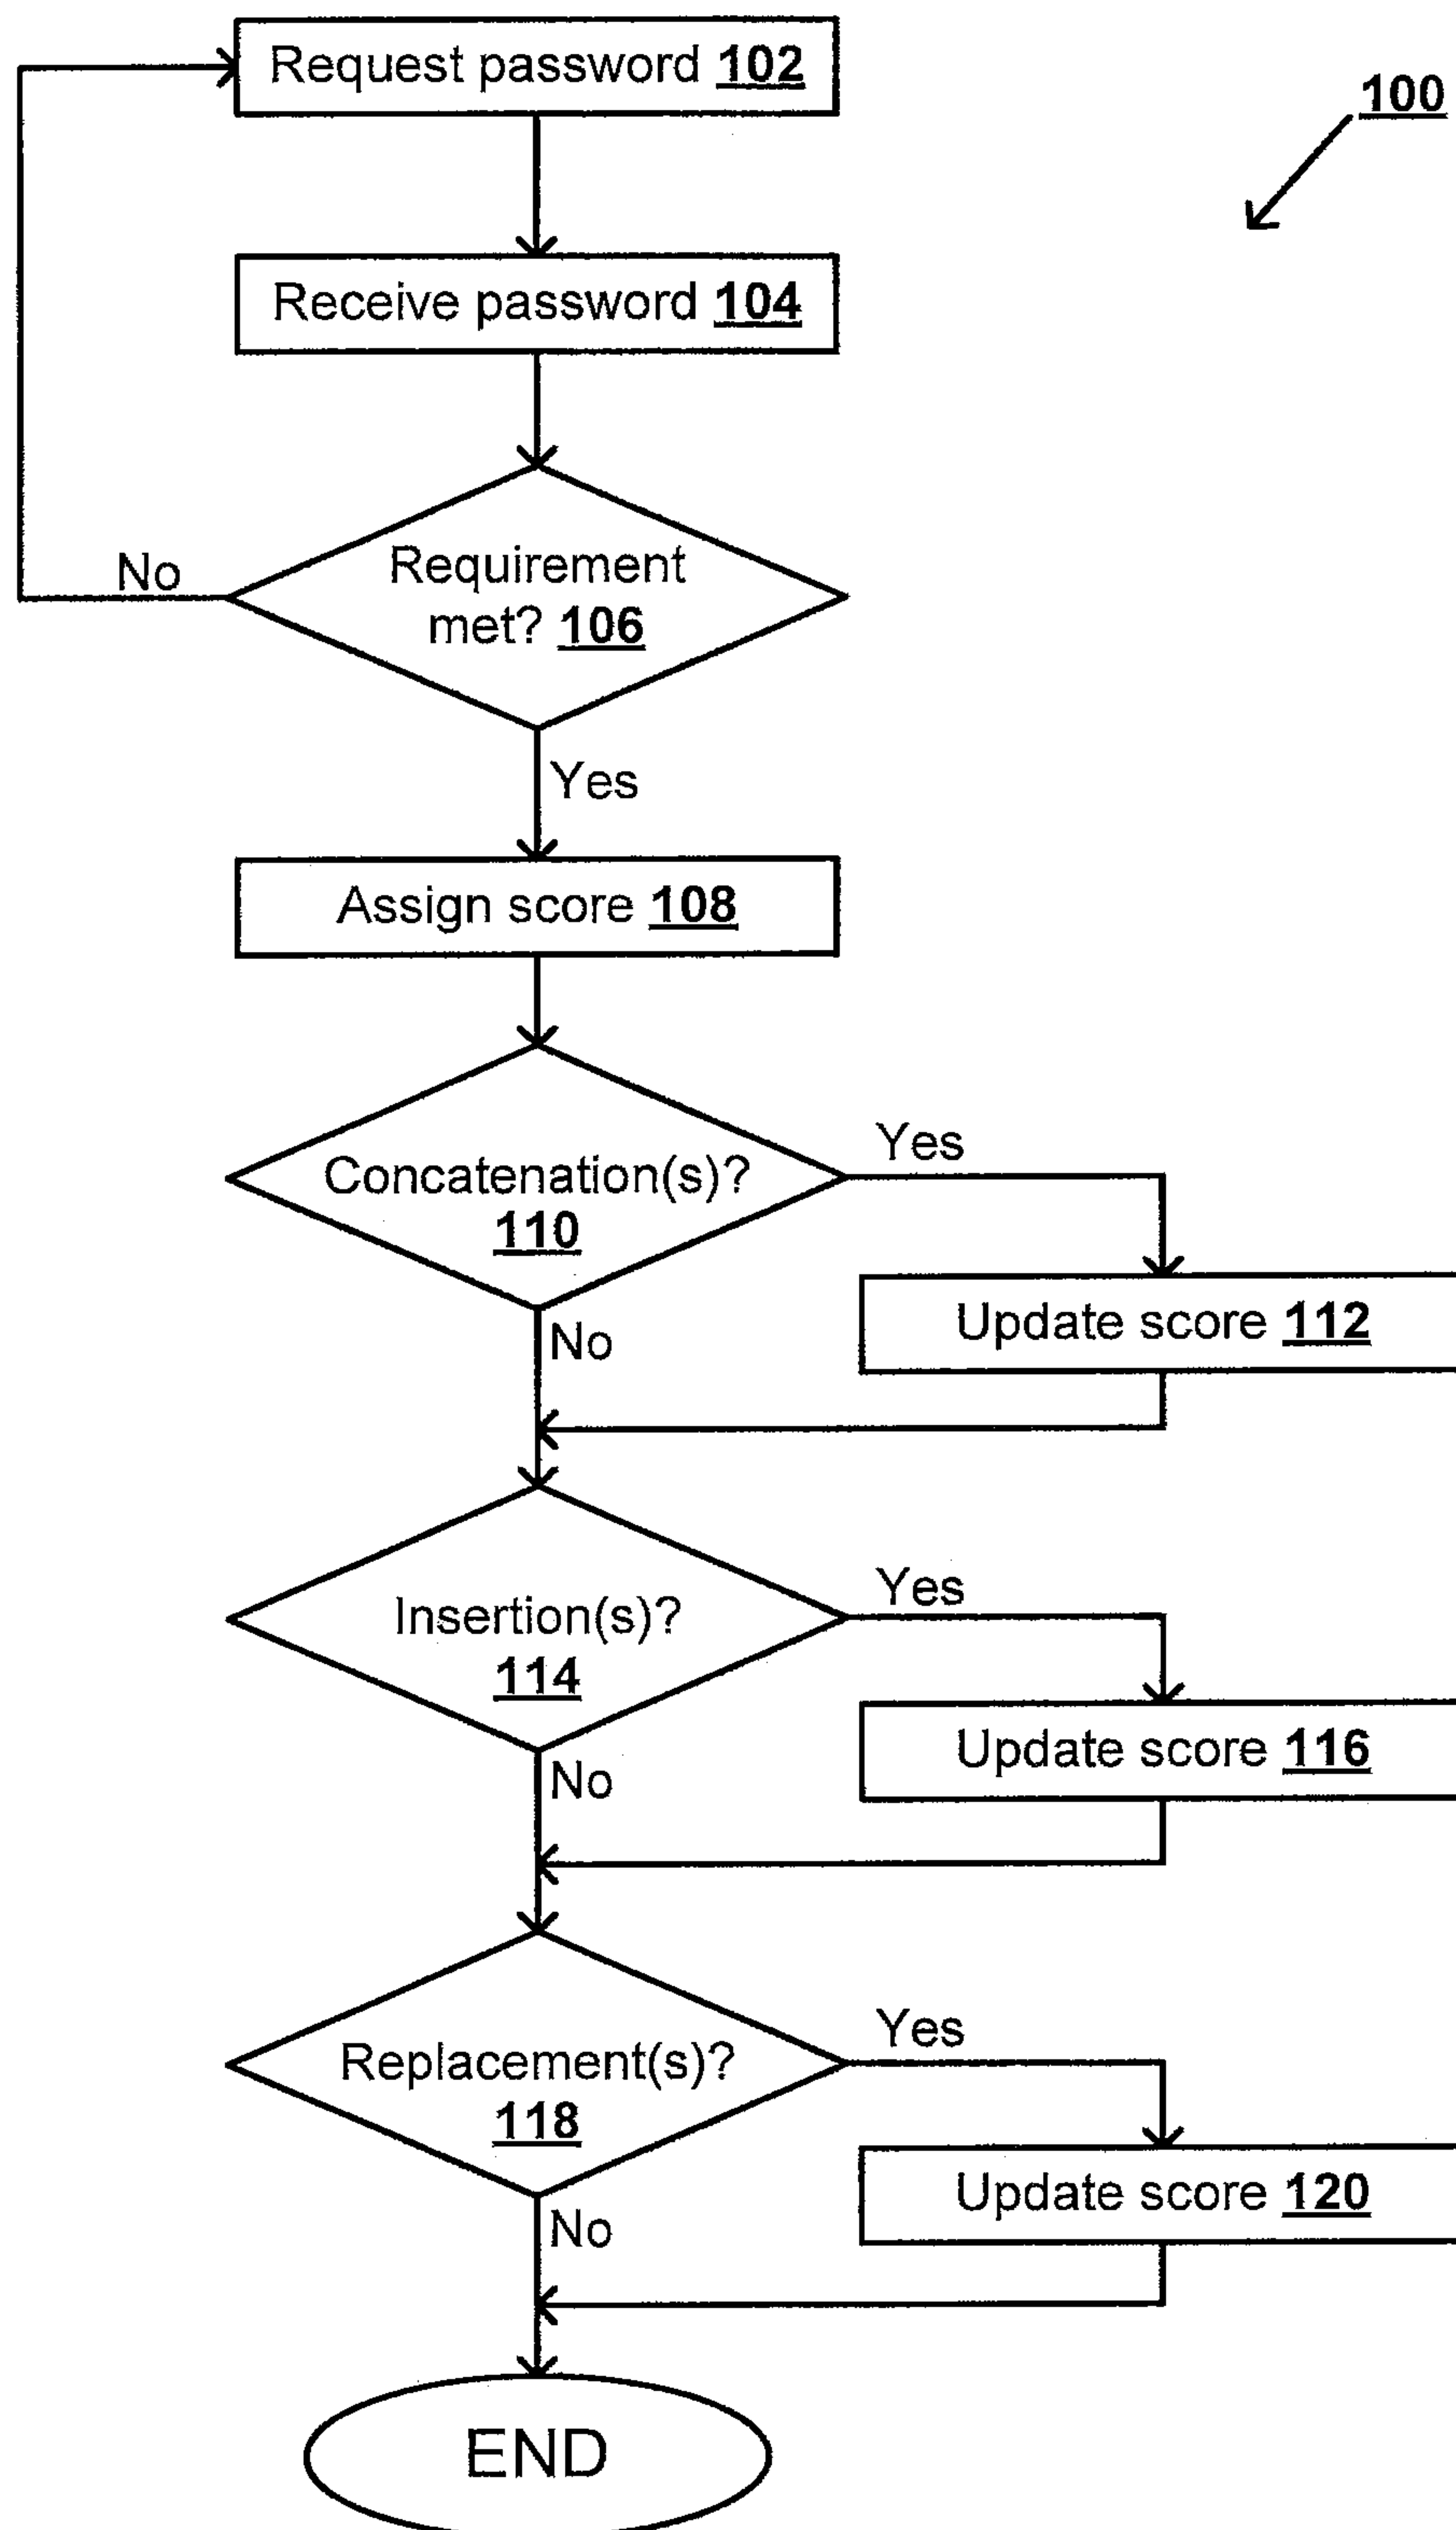 Request password 102
100
Receive password 104
Requirement
met? 106
No
Yes
Assign score 108
Concatenation(s)?
110
Yes
Update score 112
No
Insertion(s)?
114
Yes
Update score 116
No
Replacement(s)?
118
Yes
Update score 120
No
END